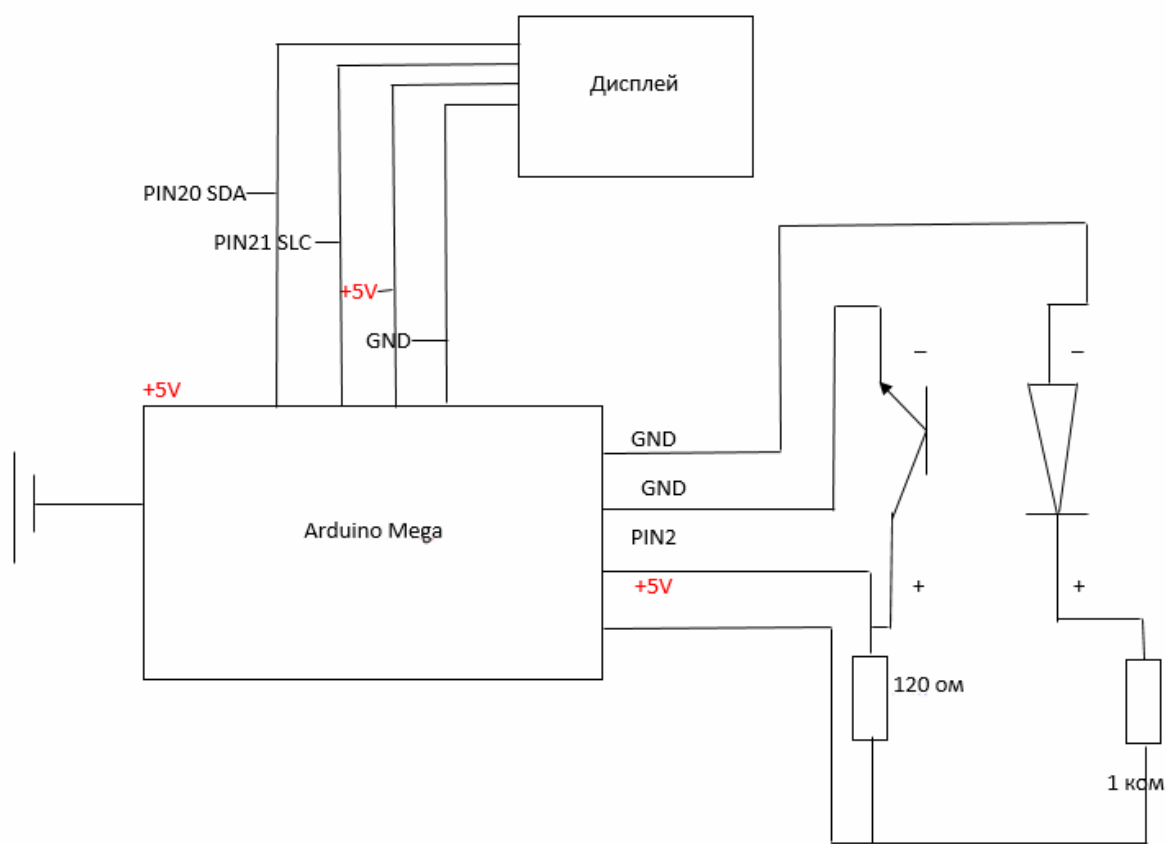 Дисплей
PIN20 SDA
PIN21 SLC
+5V
GND
+5V
GND
GND
Arduino Mega
PIN2
+5V
–
–
+
+
120 ом
1 ком